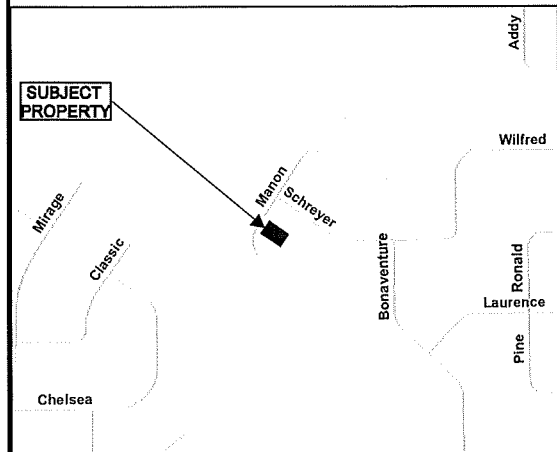 Addy
SUBJECT
PROPERTY
Wilfred
Manon
Schreyer
Mirage
Classic
Bonaventure
Ronald
Laurence
Pine
Chelsea